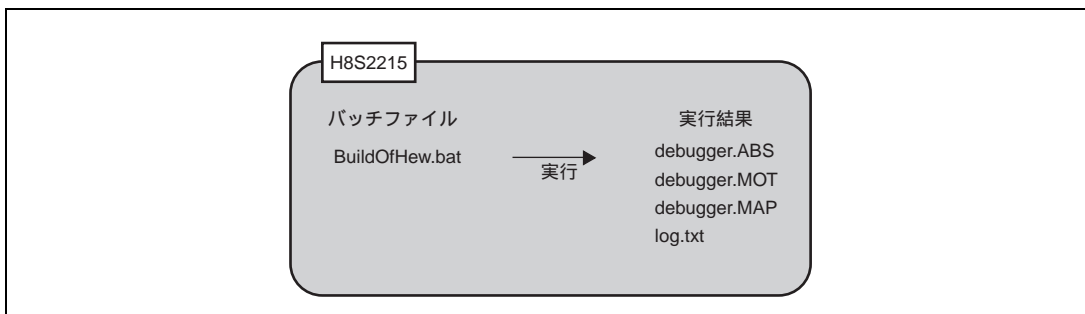 H8S2215
バッチファイル
BuildOfHew.bat
実行
実行結果
debugger.ABS
debugger.MOT
debugger.MAP
log.txt